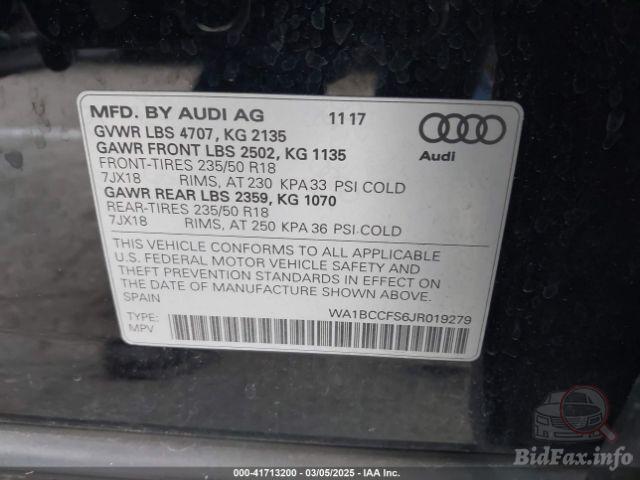 MFD. BY AUDI AG 11 17
GVWR LBS 4707, KG 2135
GAWR FRONT LBS 2502, KG 1135
FRONT-TIRES 235/50 R18
7JX18 RIMS, AT 230 KPA 33 PSI COLD
GAWR REAR LBS 2359, KG 1070
REAR-TIRES 235/50 R18
7JX18 RIMS, AT 250 KPA 36 PSI COLD
Audi
THIS VEHICLE CONFORMS TO ALL APPLICABLE
U.S. FEDERAL MOTOR VEHICLE SAFETY AND
THEFT PREVENTION STANDARDS IN EFFECT ON
THE DATE OF MANUFACTURE SHOWN ABOVE.
SPAIN
WA1BCCFS6JR019279
TYPE:
MPV
BidFax.info
000-41713200 - 03/05/2025 - IAA Inc.